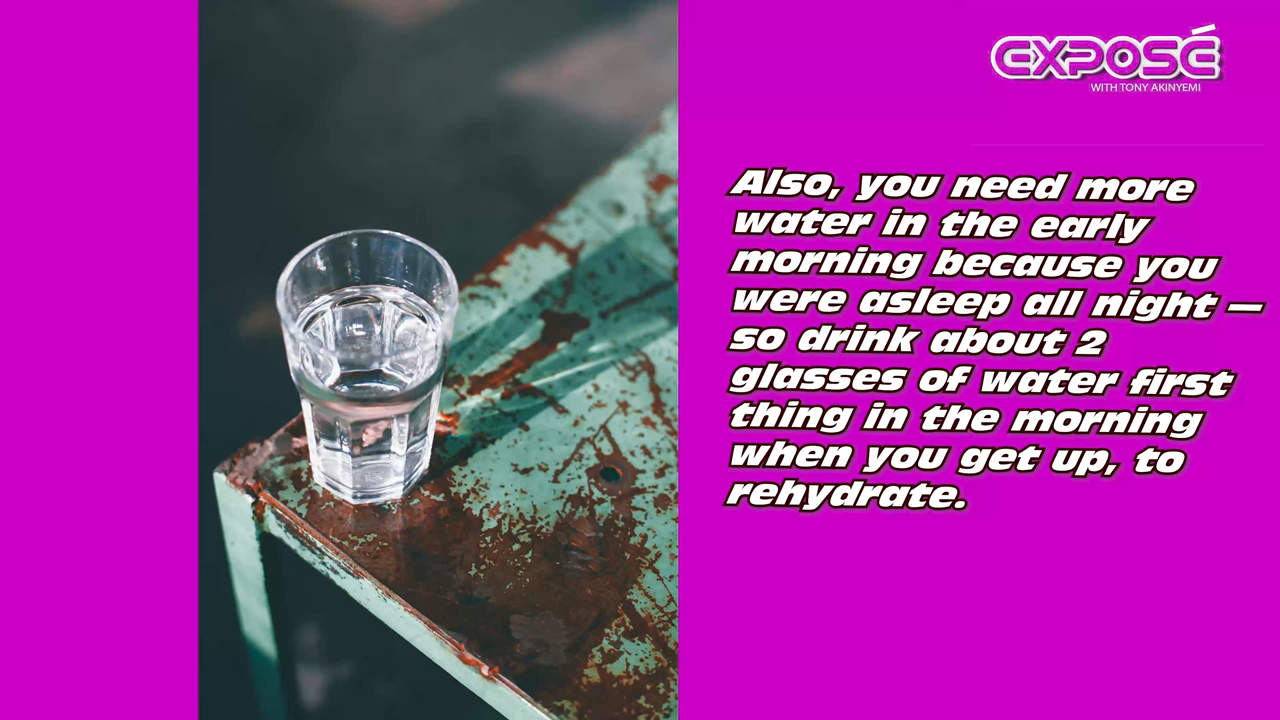 EXPOSÉ
WITH TONY AKINYEMI
Also, you need more
water in the early
morning because you
were asleep all night —
so drink about 2
glasses of water first
thing in the morning
when you get up, to
rehydrate.